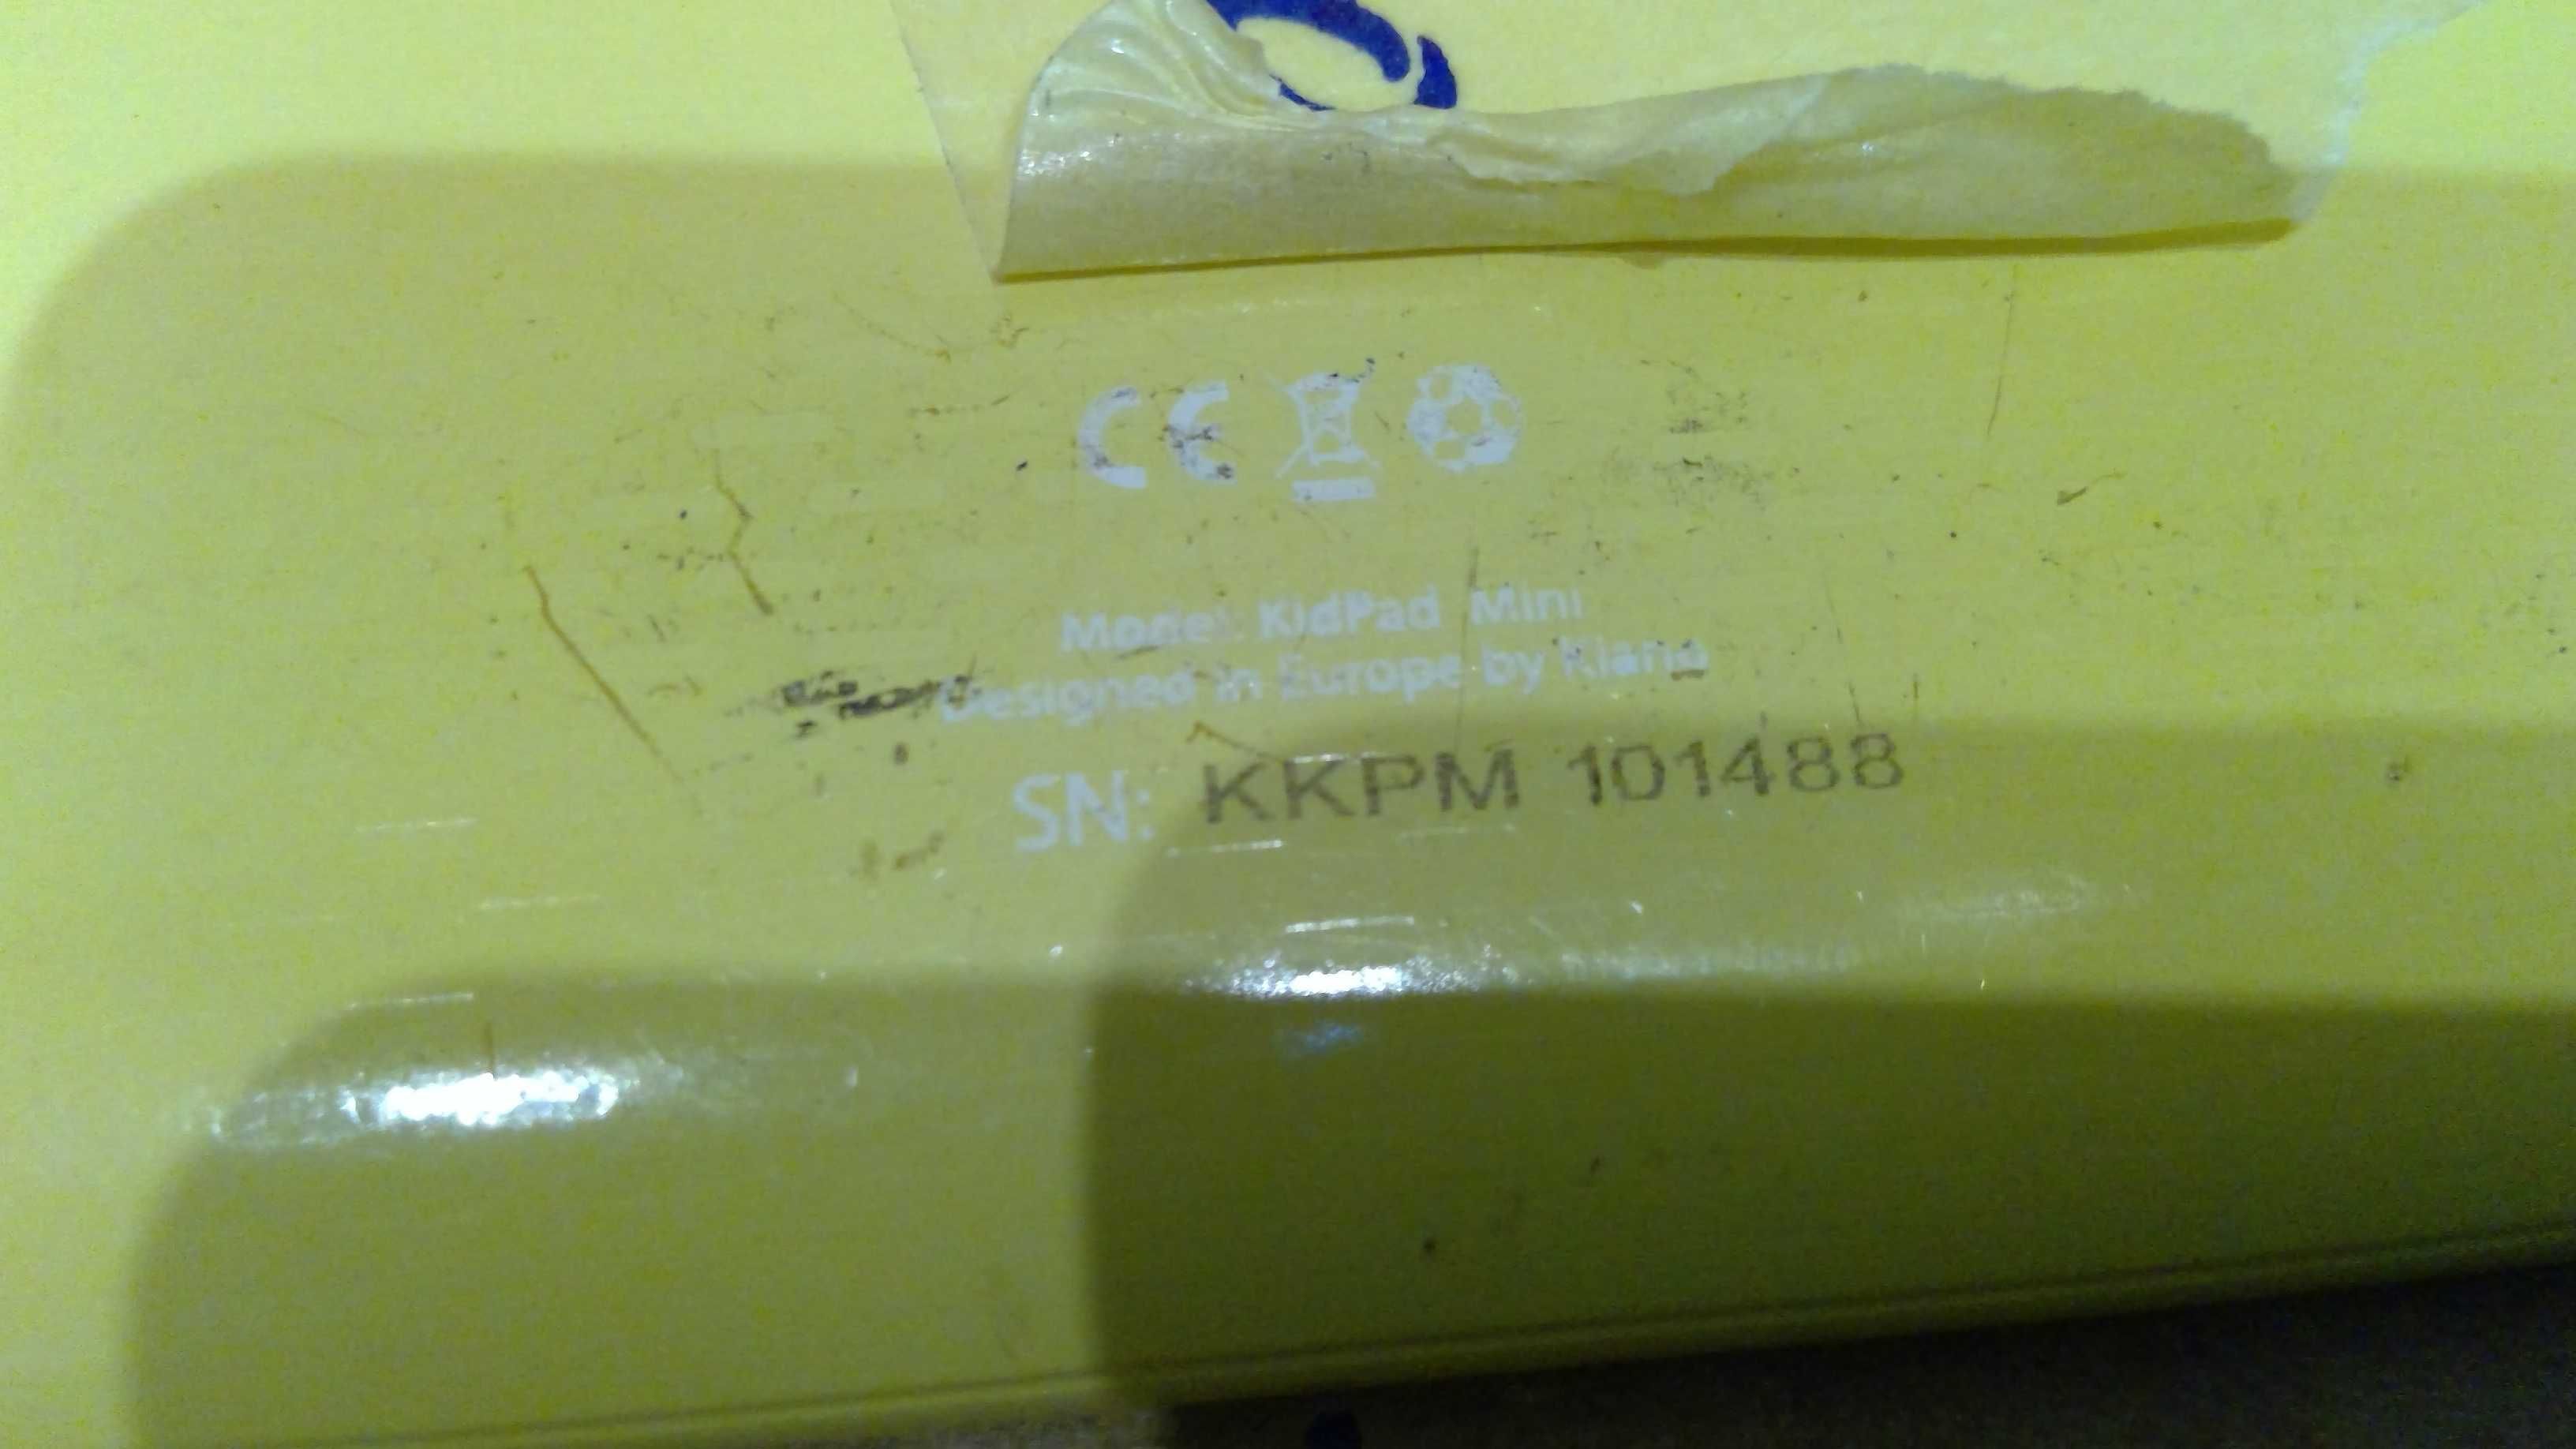 CE
Model: KidPad Mini
Designed in Europe by Kiano
SN: KKPM 101488